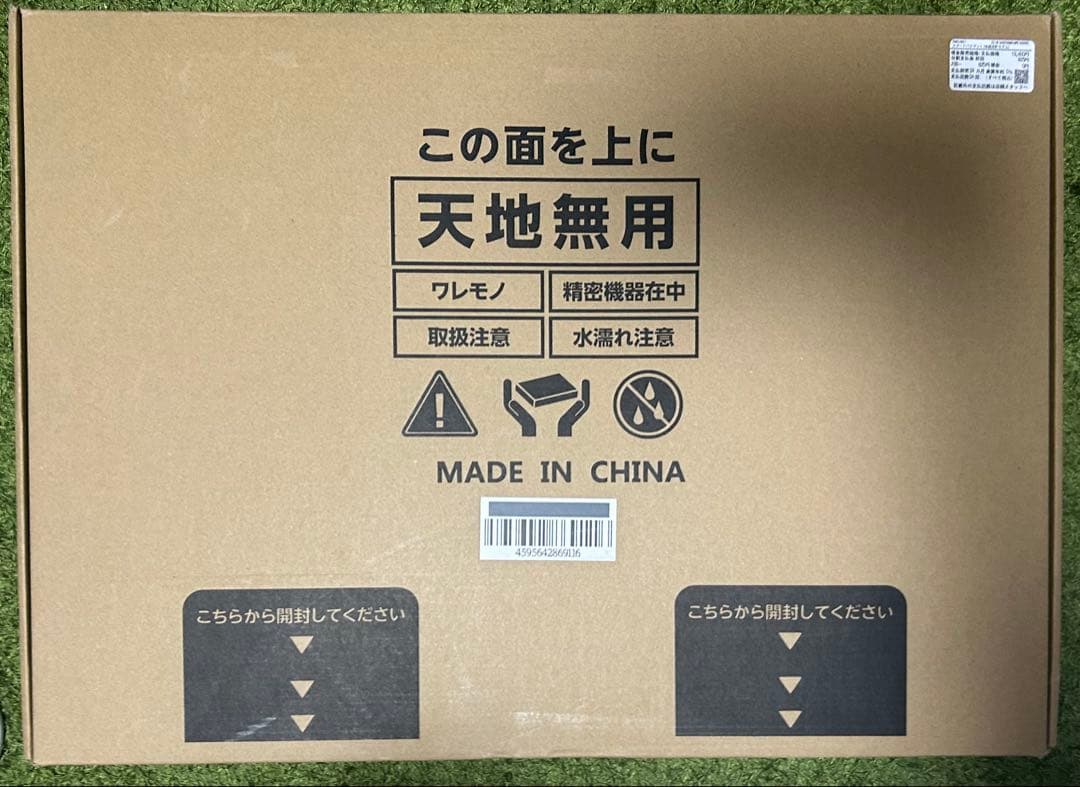 この面を上に
天地無用
ワレモノ
精密機器在中
取扱注意
水濡れ注意
MADE IN CHINA
4595642869116
こちらから開封してください
こちらから開封してください